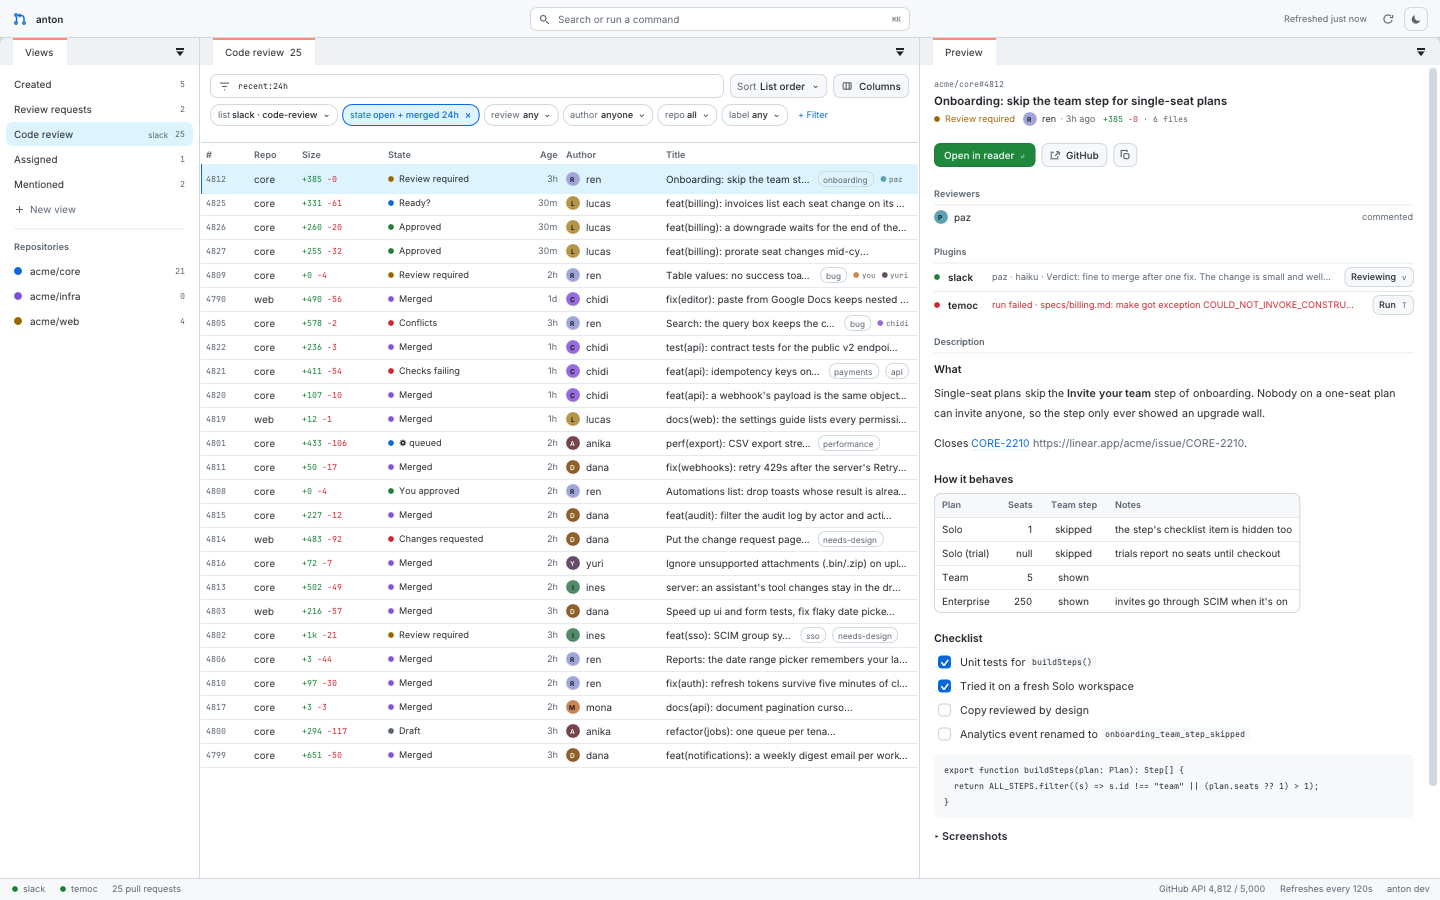 anton
Search or run a command
⌘K
Refreshed just now
Views
Created 5
Review requests 2
Code review slack 25
Assigned 1
Mentioned 2
+ New view
Repositories
acme/core 21
acme/infra 0
acme/web 4
Code review 25
recent:24h
Sort List order
Columns
list slack · code-review
state open + merged 24h ×
review any
author anyone
repo all
label any
+ Filter
# Repo Size State Age Author Title
4812 core +385 -0 Review required 3h R ren Onboarding: skip the team st... onboarding paz
4825 core +331 -61 Ready? 30m L lucas feat(billing): invoices list each seat change on its ...
4826 core +260 -20 Approved 30m L lucas feat(billing): a downgrade waits for the end of the...
4827 core +255 -32 Approved 30m L lucas feat(billing): prorate seat changes mid-cy...
4809 core +0 -4 Review required 2h R ren Table values: no success toa... bug you yuri
4790 web +490 -56 Merged 1d C chidi fix(editor): paste from Google Docs keeps nested ...
4805 core +578 -2 Conflicts 3h R ren Search: the query box keeps the c... bug chidi
4822 core +236 -3 Merged 1h C chidi test(api): contract tests for the public v2 endpoi...
4821 core +411 -54 Checks failing 1h C chidi feat(api): idempotency keys on... payments api
4820 core +107 -10 Merged 1h C chidi feat(api): a webhook's payload is the same object...
4819 web +12 -1 Merged 1h L lucas docs(web): the settings guide lists every permissi...
4801 core +433 -106 queued 2h A anika perf(export): CSV export stre... performance
4811 core +50 -17 Merged 2h D dana fix(webhooks): retry 429s after the server's Retry...
4808 core +0 -4 You approved 2h R ren Automations list: drop toasts whose result is alrea...
4815 core +227 -12 Merged 2h D dana feat(audit): filter the audit log by actor and acti...
4814 web +483 -92 Changes requested 2h D dana Put the change request page... needs-design
4816 core +72 -7 Merged 2h Y yuri Ignore unsupported attachments (.bin/.zip) on upl...
4813 core +502 -49 Merged 2h I ines server: an assistant's tool changes stay in the dr...
4803 web +216 -57 Merged 3h D dana Speed up ui and form tests, fix flaky date picke...
4802 core +1k -21 Review required 3h I ines feat(sso): SCIM group sy... sso needs-design
4806 core +3 -44 Merged 2h R ren Reports: the date range picker remembers your la...
4810 core +97 -30 Merged 2h R ren fix(auth): refresh tokens survive five minutes of cl...
4817 core +3 -3 Merged 2h M mona docs(api): document pagination curso...
4800 core +294 -117 Draft 3h A anika refactor(jobs): one queue per tena...
4799 core +651 -50 Merged 3h D dana feat(notifications): a weekly digest email per work...
Preview
acme/core#4812
Onboarding: skip the team step for single-seat plans
Review required R ren · 3h ago +385 -0 · 6 files
Open in reader
GitHub
Reviewers
P paz commented
Plugins
slack paz · haiku · Verdict: fine to merge after one fix. The change is small and well... Reviewing v
temoc run failed · specs/billing.md: make got exception COULD_NOT_INVOKE_CONSTRU... Run T
Description
What
Single-seat plans skip the Invite your team step of onboarding. Nobody on a one-seat plan
can invite anyone, so the step only ever showed an upgrade wall.
Closes CORE-2210 https://linear.app/acme/issue/CORE-2210.
How it behaves
Plan Seats Team step Notes
Solo 1 skipped the step's checklist item is hidden too
Solo (trial) null skipped trials report no seats until checkout
Team 5 shown
Enterprise 250 shown invites go through SCIM when it's on
Checklist
Unit tests for buildSteps()
Tried it on a fresh Solo workspace
Copy reviewed by design
Analytics event renamed to onboarding_team_step_skipped
export function buildSteps(plan: Plan): Step[] {
return ALL_STEPS.filter((s) => s.id !== "team" || (plan.seats ?? 1) > 1);
}
Screenshots
slack
temoc
25 pull requests
GitHub API 4,812 / 5,000
Refreshes every 120s
anton dev